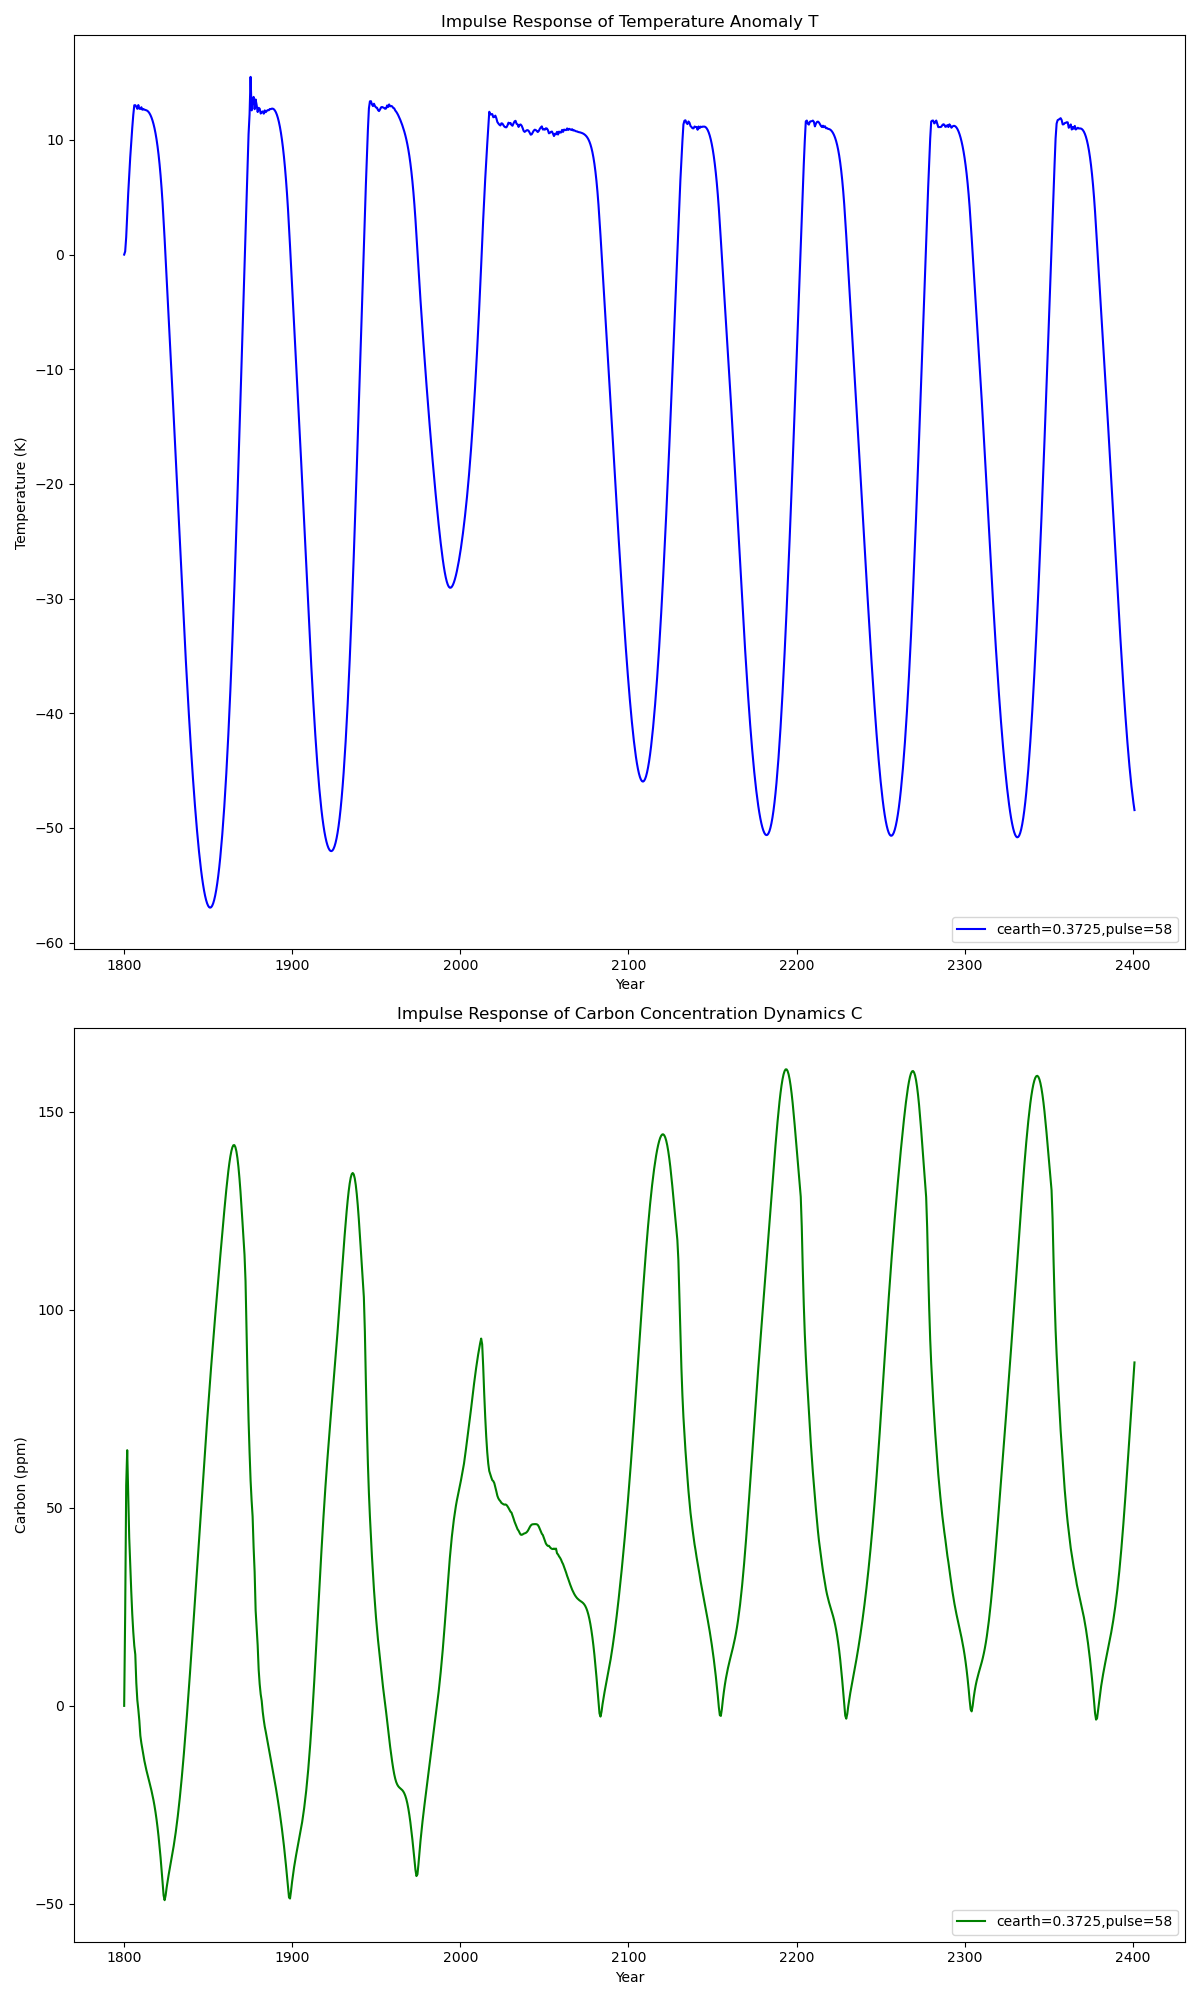 Impulse Response of Temperature Anomaly T
10
0
−10
−20
−30
−40
−50
−60
Temperature (K)
cearth=0.3725,pulse=58
1800 1900 2000 2100 2200 2300 2400
Year
Impulse Response of Carbon Concentration Dynamics C
150
100
50
0
−50
Carbon (ppm)
cearth=0.3725,pulse=58
1800 1900 2000 2100 2200 2300 2400
Year